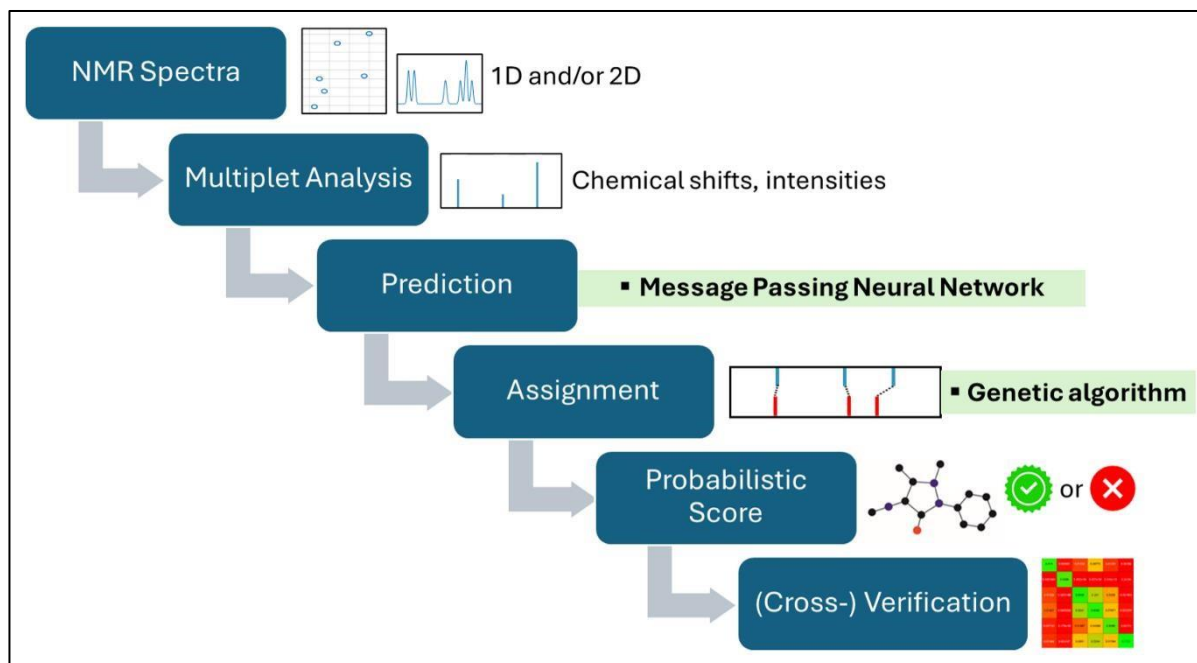 NMR Spectra
1D and/or 2D
Multiplet Analysis
Chemical shifts, intensities
Prediction
▪ Message Passing Neural Network
Assignment
▪ Genetic algorithm
Probabilistic
Score
or
(Cross-) Verification